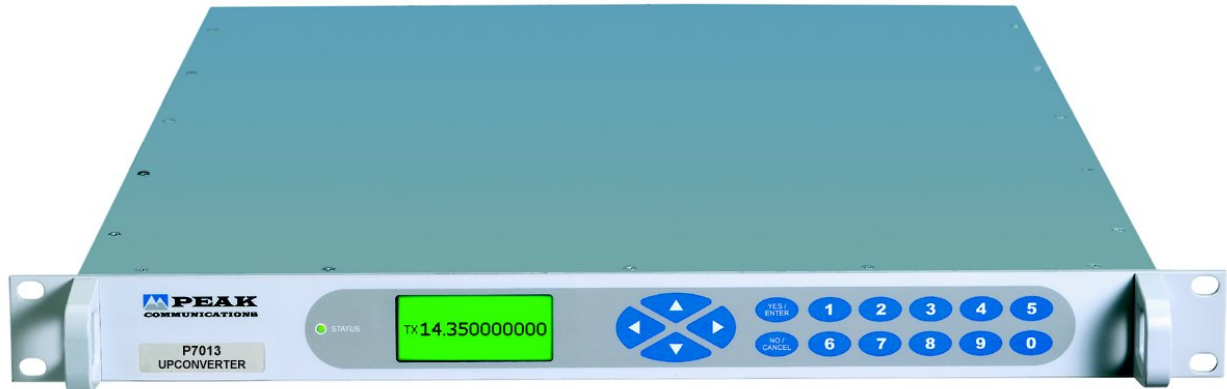 PEAK
COMMUNICATIONS
P7013
UPCONVERTER
STATUS
TX 14.350000000
YES /
ENTER
1 2 3 4 5
NO /
CANCEL
6 7 8 9 0